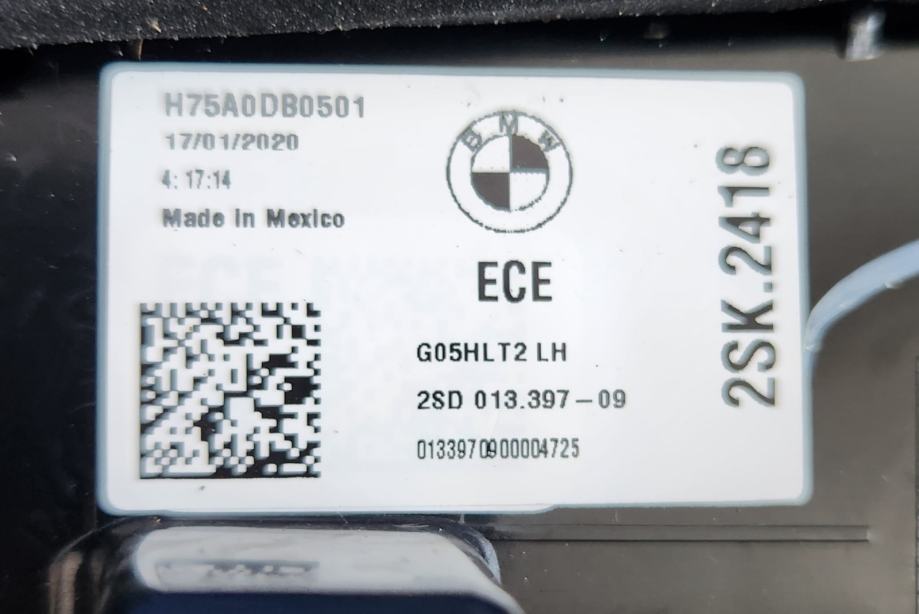 H75A0DB0501
17/01/2020
4: 17:14
Made in Mexico
BMW
ECE
G05HLT2 LH
2SD 013.397-09
0133970900004725
2SK.2418